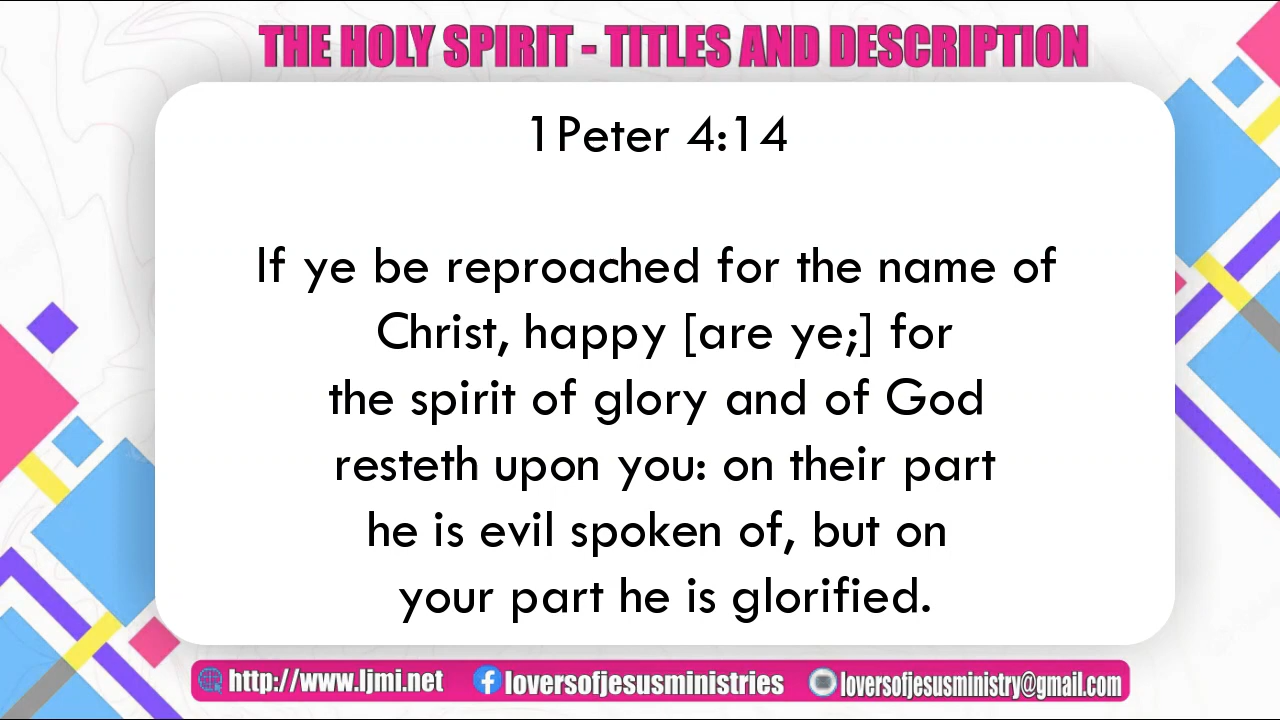 THE HOLY SPIRIT - TITLES AND DESCRIPTION
1Peter 4:14
If ye be reproached for the name of
Christ, happy [are ye;] for
the spirit of glory and of God
resteth upon you: on their part
he is evil spoken of, but on
your part he is glorified.
http://www.ljmi.net loversofjesusministries loversofjesusministry@gmail.com